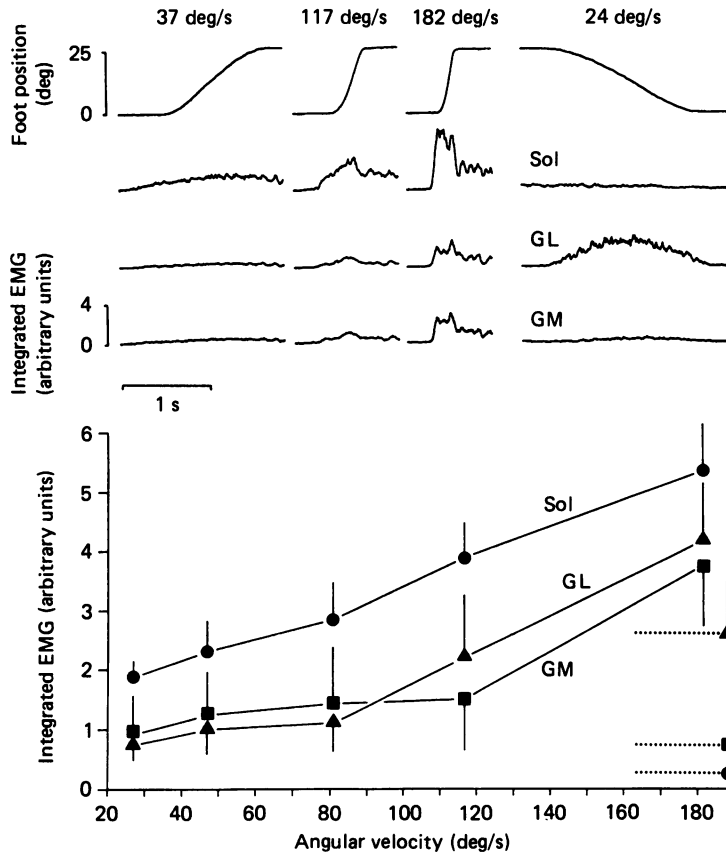 37 deg/s 117 deg/s 182 deg/s 24 deg/s
Foot position
(deg)
25
0
Sol
GL
Integrated EMG
(arbitrary units)
4
0
GM
1 s
Integrated EMG (arbitrary units)
6
5
4
3
2
1
0
Sol
GL
GM
20 40 60 80 100 120 140 160 180
Angular velocity (deg/s)